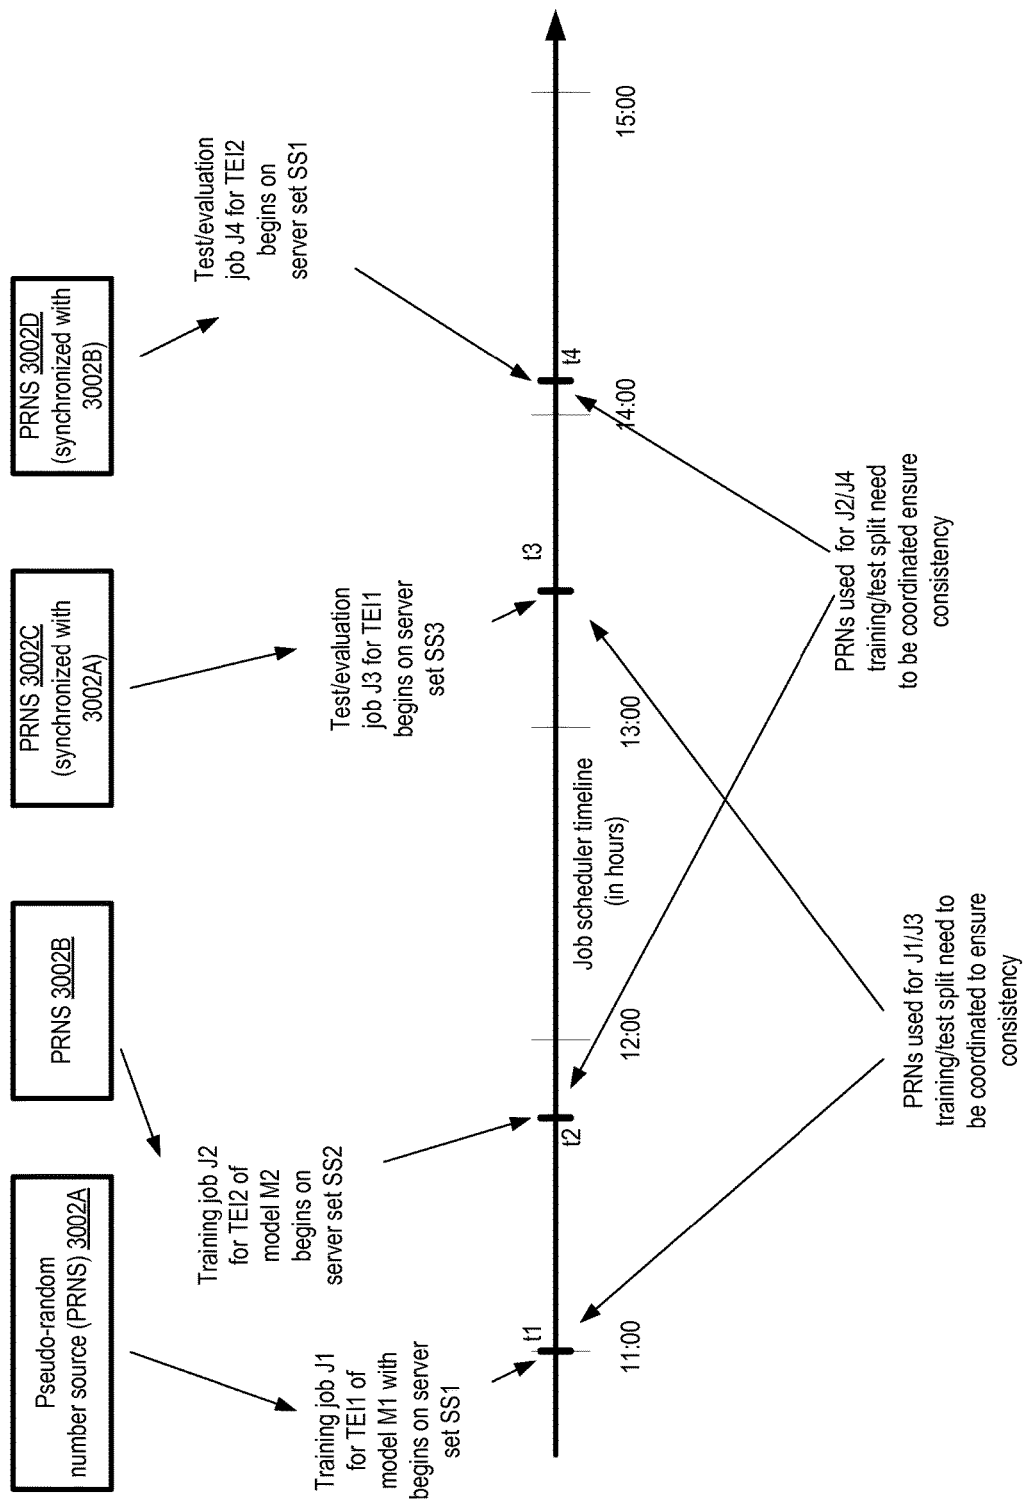 Pseudo-random
number source (PRNS) 3002A
PRNS 3002B
PRNS 3002C
(synchronized with
3002A)
PRNS 3002D
(synchronized with
3002B)
Training job J1
for TEI1 of
model M1 with
begins on server
set SS1
Training job J2
for TEI2 of
model M2
begins on
server set SS2
Test/evaluation
job J3 for TEI1
begins on server
set SS3
Test/evaluation
job J4 for TEI2
begins on
server set SS1
t1
t2
t3
t4
11:00
12:00
13:00
14:00
15:00
Job scheduler timeline
(in hours)
PRNs used for J1/J3
training/test split need to
be coordinated to ensure
consistency
PRNs used for J2/J4
training/test split need
to be coordinated ensure
consistency